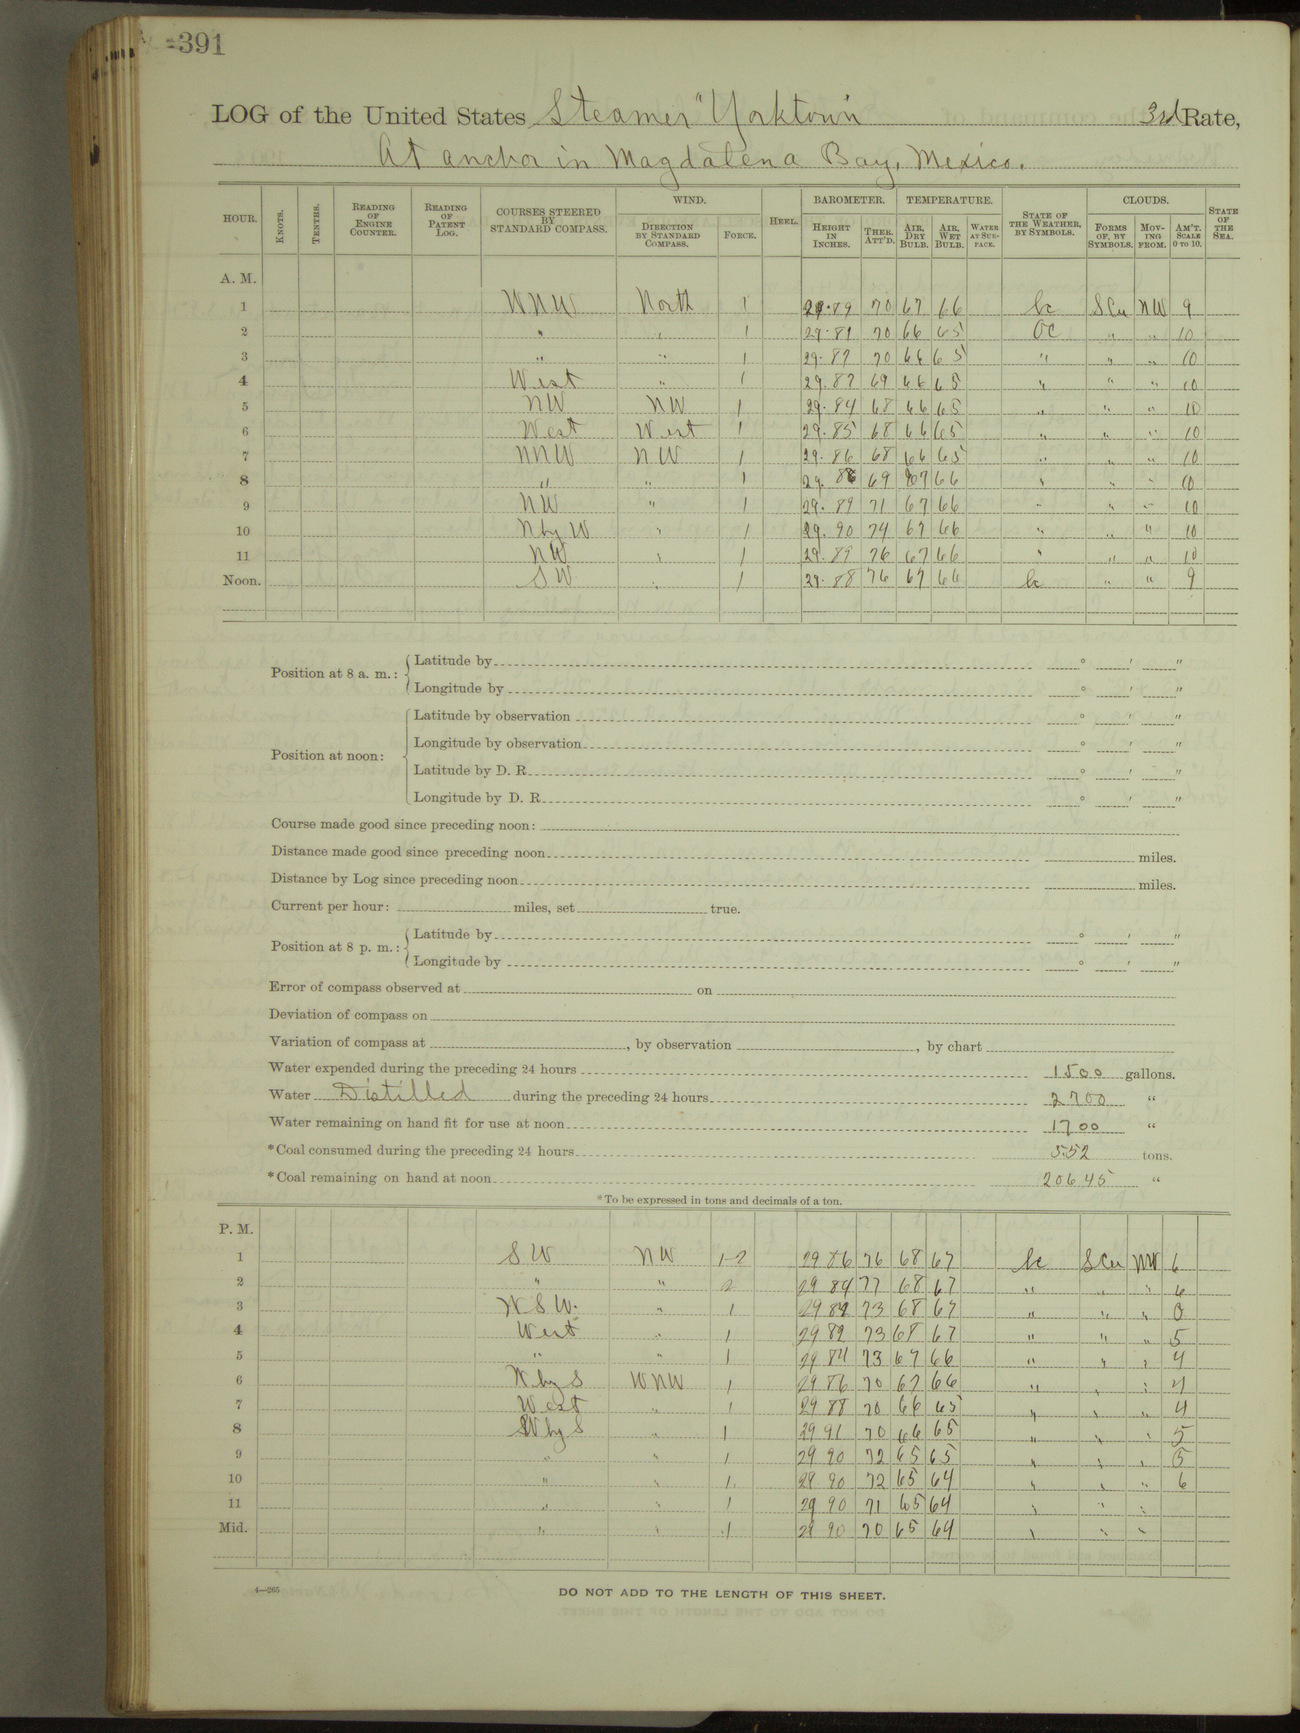 391
LOG of the United States Steamer "Yorktown" 3rd Rate,
At anchor in Magdalena Bay, Mexico.
HOUR. KNOTS. TENTHS. READING OF ENGINE COUNTER. READING OF PATENT LOG. COURSES STEERED BY STANDARD COMPASS. WIND. DIRECTION BY STANDARD COMPASS. FORCE. HEEL. BAROMETER. HEIGHT IN INCHES. THER. ATT'D. TEMPERATURE. AIR, DRY BULB. AIR, WET BULB. WATER AT SURFACE. STATE OF THE WEATHER, BY SYMBOLS. CLOUDS. FORMS OF, BY SYMBOLS. MOVING FROM. AM'T. SCALE 0 TO 10. STATE OF THE SEA.
A. M.
1 WNW North 1 29.89 70 67 66 bc SCu NW 9
2 " " 1 29.89 70 66 65 OC " " 10
3 " " 1 29.87 70 66 65 " " " 10
4 West " 1 29.87 69 66 65 " " " 10
5 NW NW 1 29.84 68 66 65 " " " 10
6 West West 1 29.85 68 66 65 " " " 10
7 NNW NW 1 29.86 68 66 65 " " " 10
8 " " 1 29.88 69 67 66 " " " 10
9 NW " 1 29.89 71 67 66 " " " 10
10 N by W " 1 29.90 74 67 66 " " " 10
11 NW " 1 29.89 76 67 66 " " " 10
Noon. SW " 1 29.88 76 67 66 bc " " 9
Position at 8 a. m.: Latitude by ° ′ ″
Longitude by ° ′ ″
Position at noon: Latitude by observation ° ′ ″
Longitude by observation ° ′ ″
Latitude by D. R. ° ′ ″
Longitude by D. R. ° ′ ″
Course made good since preceding noon:
Distance made good since preceding noon miles.
Distance by Log since preceding noon miles.
Current per hour: miles, set true.
Position at 8 p. m.: Latitude by ° ′ ″
Longitude by ° ′ ″
Error of compass observed at on
Deviation of compass on
Variation of compass at , by observation , by chart
Water expended during the preceding 24 hours 1500 gallons.
Water Distilled during the preceding 24 hours 2700 "
Water remaining on hand fit for use at noon 1700 "
*Coal consumed during the preceding 24 hours 5.52 tons.
*Coal remaining on hand at noon 206.45 "
*To be expressed in tons and decimals of a ton.
P. M.
1 SW NW 1-2 29 86 76 68 67 bc SCu NW 6
2 " " 2 29 84 77 68 67 " " " 6
3 WSW. " 1 29 82 73 68 67 " " "
4 West " 1 29 82 73 68 67 " " " 5
5 " " 1 29 84 73 67 66 " " " 4
6 W by S WNW 1 29 86 70 67 66 " " " 4
7 West " 1 29 88 70 66 65 " " " 4
8 W by S " 1 29 91 70 66 65 " " " 5
9 " " 1 29 90 72 65 65 " " " 5
10 " " 1 29 90 72 65 64 " " " 6
11 " " 1 29 90 71 65 64 " " "
Mid. " " 1 29 90 70 65 64 " " "
4—265
DO NOT ADD TO THE LENGTH OF THIS SHEET.